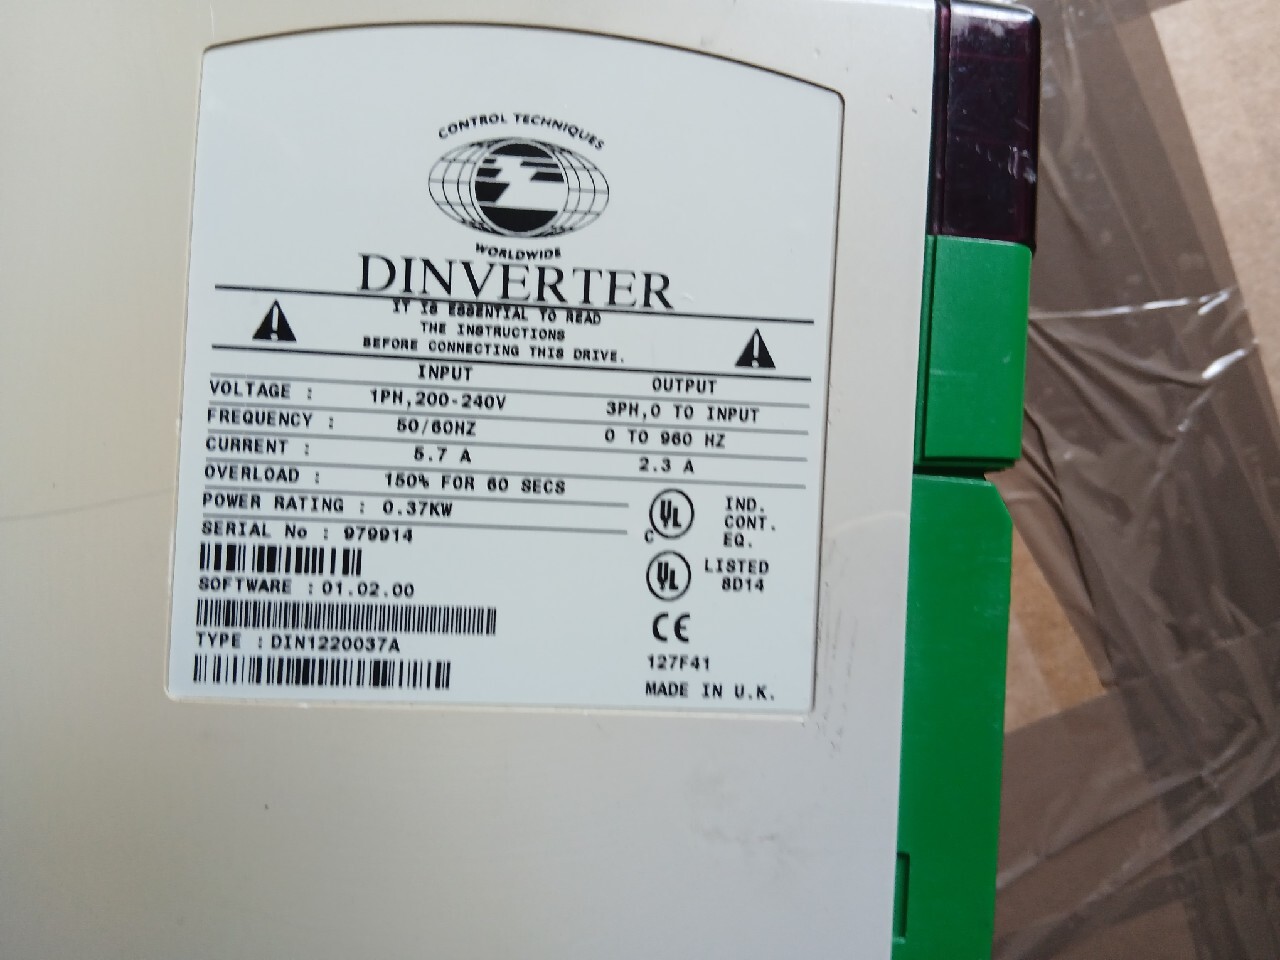 CONTROL TECHNIQUES
WORLDWIDE
DINVERTER
IT IS ESSENTIAL TO READ
THE INSTRUCTIONS
BEFORE CONNECTING THIS DRIVE.
INPUT OUTPUT
VOLTAGE : 1PH,200-240V 3PH,0 TO INPUT
FREQUENCY : 50/60HZ 0 TO 960 HZ
CURRENT : 5.7 A 2.3 A
OVERLOAD : 150% FOR 60 SECS
POWER RATING : 0.37KW
SERIAL No : 979914
SOFTWARE : 01.02.00
TYPE : DIN1220037A
C UL
IND.
CONT.
EQ.
UL
LISTED
8D14
CE
127F41
MADE IN U.K.